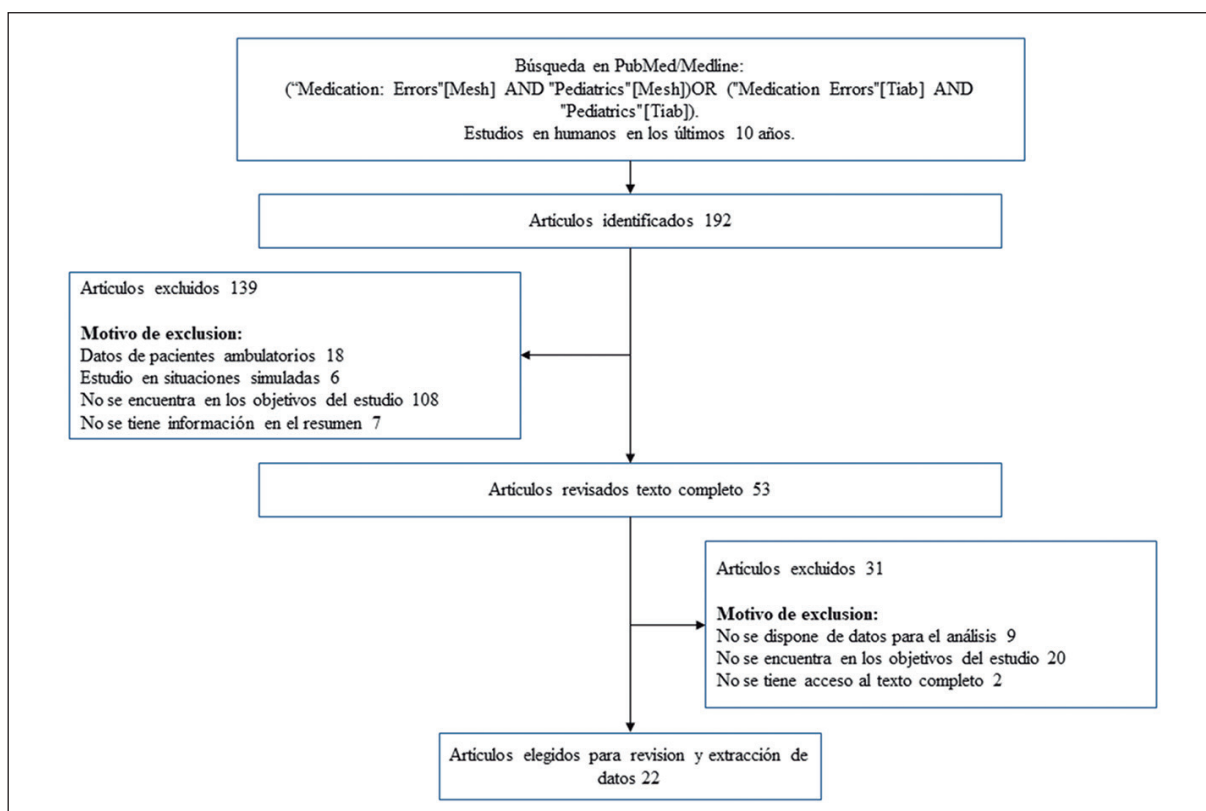 Búsqueda en PubMed/Medline:
("Medication: Errors"[Mesh] AND "Pediatrics"[Mesh])OR ("Medication Errors"[Tiab] AND
"Pediatrics"[Tiab]).
Estudios en humanos en los últimos 10 años.
Artículos identificados 192
Artículos excluidos 139
Motivo de exclusion:
Datos de pacientes ambulatorios 18
Estudio en situaciones simuladas 6
No se encuentra en los objetivos del estudio 108
No se tiene información en el resumen 7
Artículos revisados texto completo 53
Artículos excluidos 31
Motivo de exclusion:
No se dispone de datos para el análisis 9
No se encuentra en los objetivos del estudio 20
No se tiene acceso al texto completo 2
Artículos elegidos para revision y extracción de
datos 22